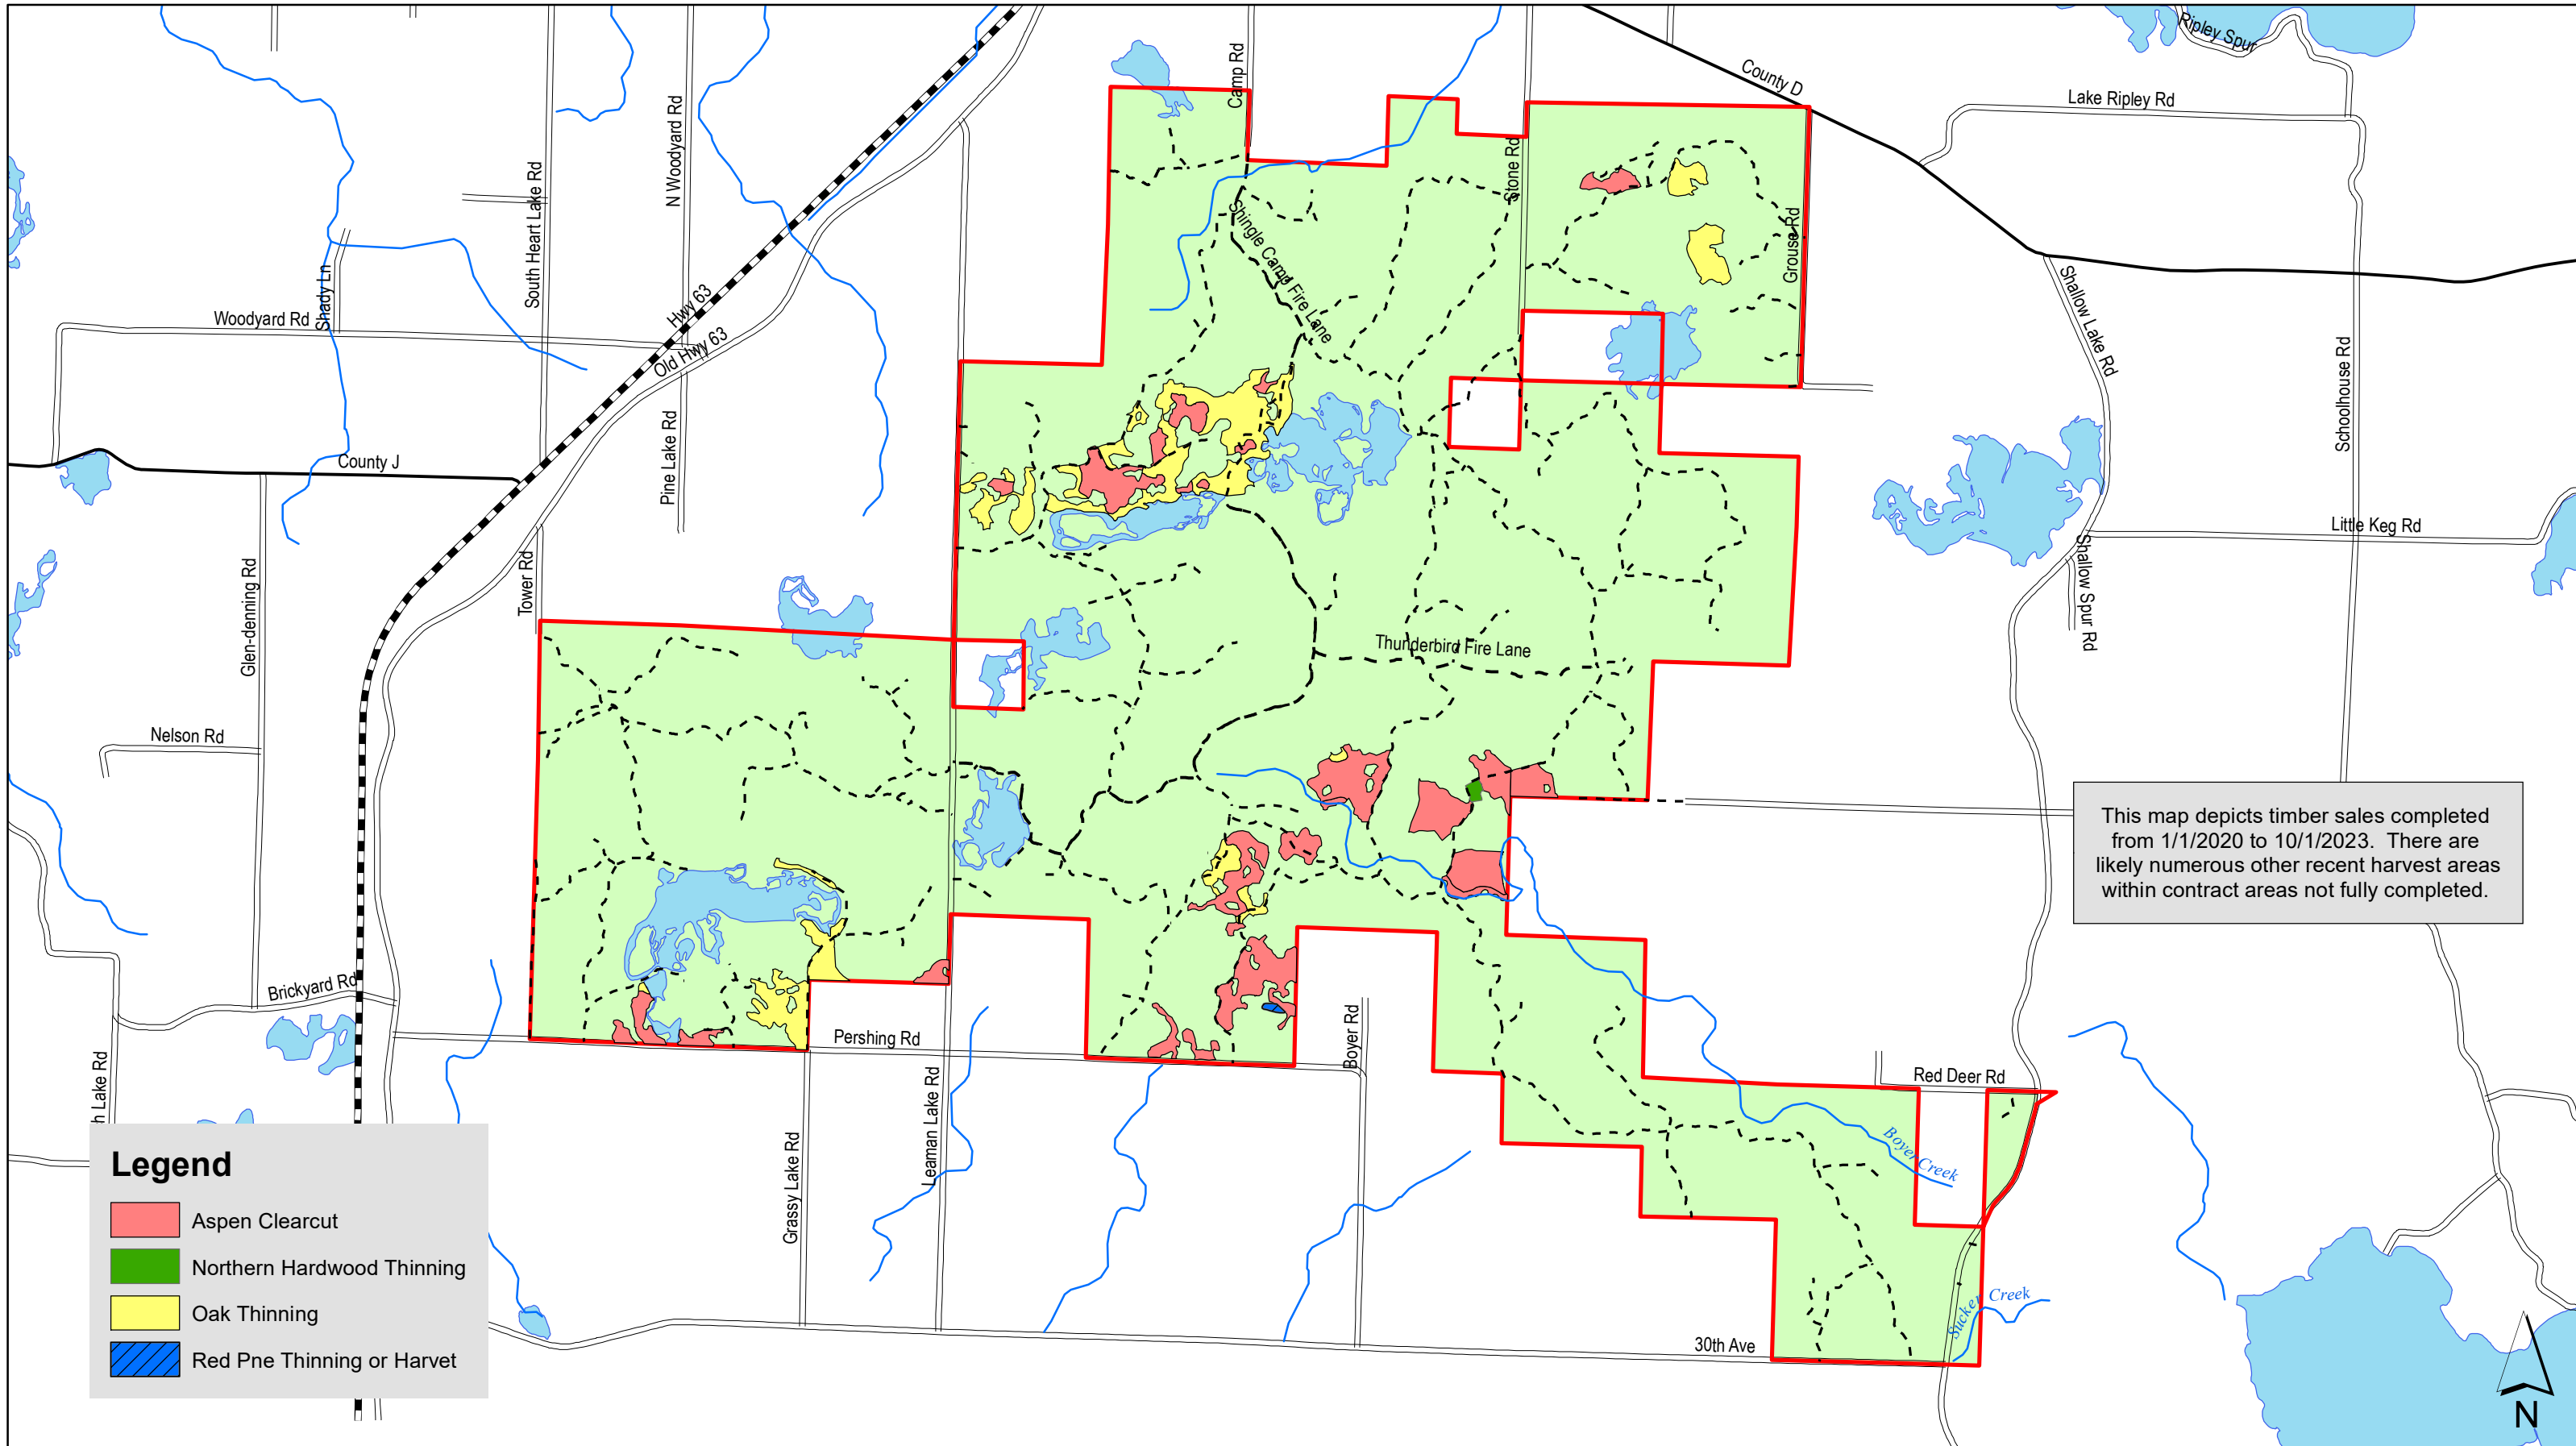 Ripley Spur
County D
Lake Ripley Rd
Camp Rd
N Woodyard Rd
South Heart Lake Rd
Stone Rd
Grouse Rd
Shingle Camp Fire Lane
Shady Ln
Woodyard Rd
Hwy 63
Old Hwy 63
Shallow Lake Rd
Schoolhouse Rd
Pine Lake Rd
County J
Little Keg Rd
Glen-denning Rd
Tower Rd
Shallow Spur Rd
Thunderbird Fire Lane
Nelson Rd
This map depicts timber sales completed
from 1/1/2020 to 10/1/2023. There are
likely numerous other recent harvest areas
within contract areas not fully completed.
Brickyard Rd
Pershing Rd
Boyer Rd
h Lake Rd
Leaman Lake Rd
Grassy Lake Rd
Red Deer Rd
Boyer Creek
Sucker Creek
30th Ave
Legend
Aspen Clearcut
Northern Hardwood Thinning
Oak Thinning
Red Pne Thinning or Harvet
N